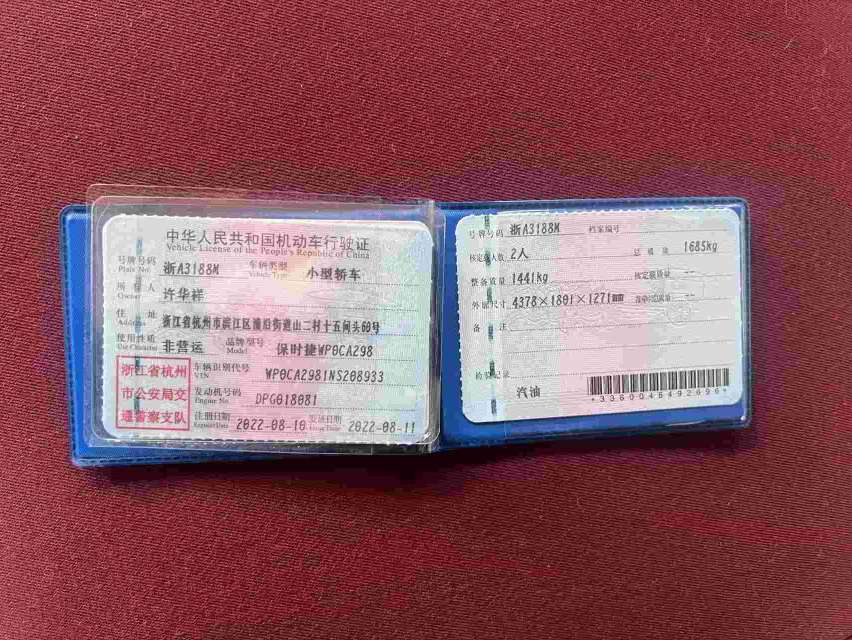 中华人民共和国机动车行驶证
Vehicle License of the People's Republic of China
号牌号码 浙A3188M 车辆类型 小型轿车
Plate No. Vehicle Type
所有人 许华祥
Owner
住址 浙江省杭州市滨江区浦沿街道山二村十五间头60号
Address
使用性质 非营运 品牌型号 保时捷WP0CA298
Use Character Model
浙江省杭州
市公安局交
通警察支队
车辆识别代号 WP0CA2981NS208933
VIN
发动机号码 DPG018081
Engine No.
注册日期 2022-08-10 发证日期 2022-08-11
Register Date Issue Date
号牌号码 浙A3188M 档案编号
核定载人数 2人 总质量 1685kg
整备质量 1441kg 核定载质量 --
外廓尺寸 4378×1801×1271mm 准牵引总质量 --
备注
检验记录
汽油
*3360046492696*